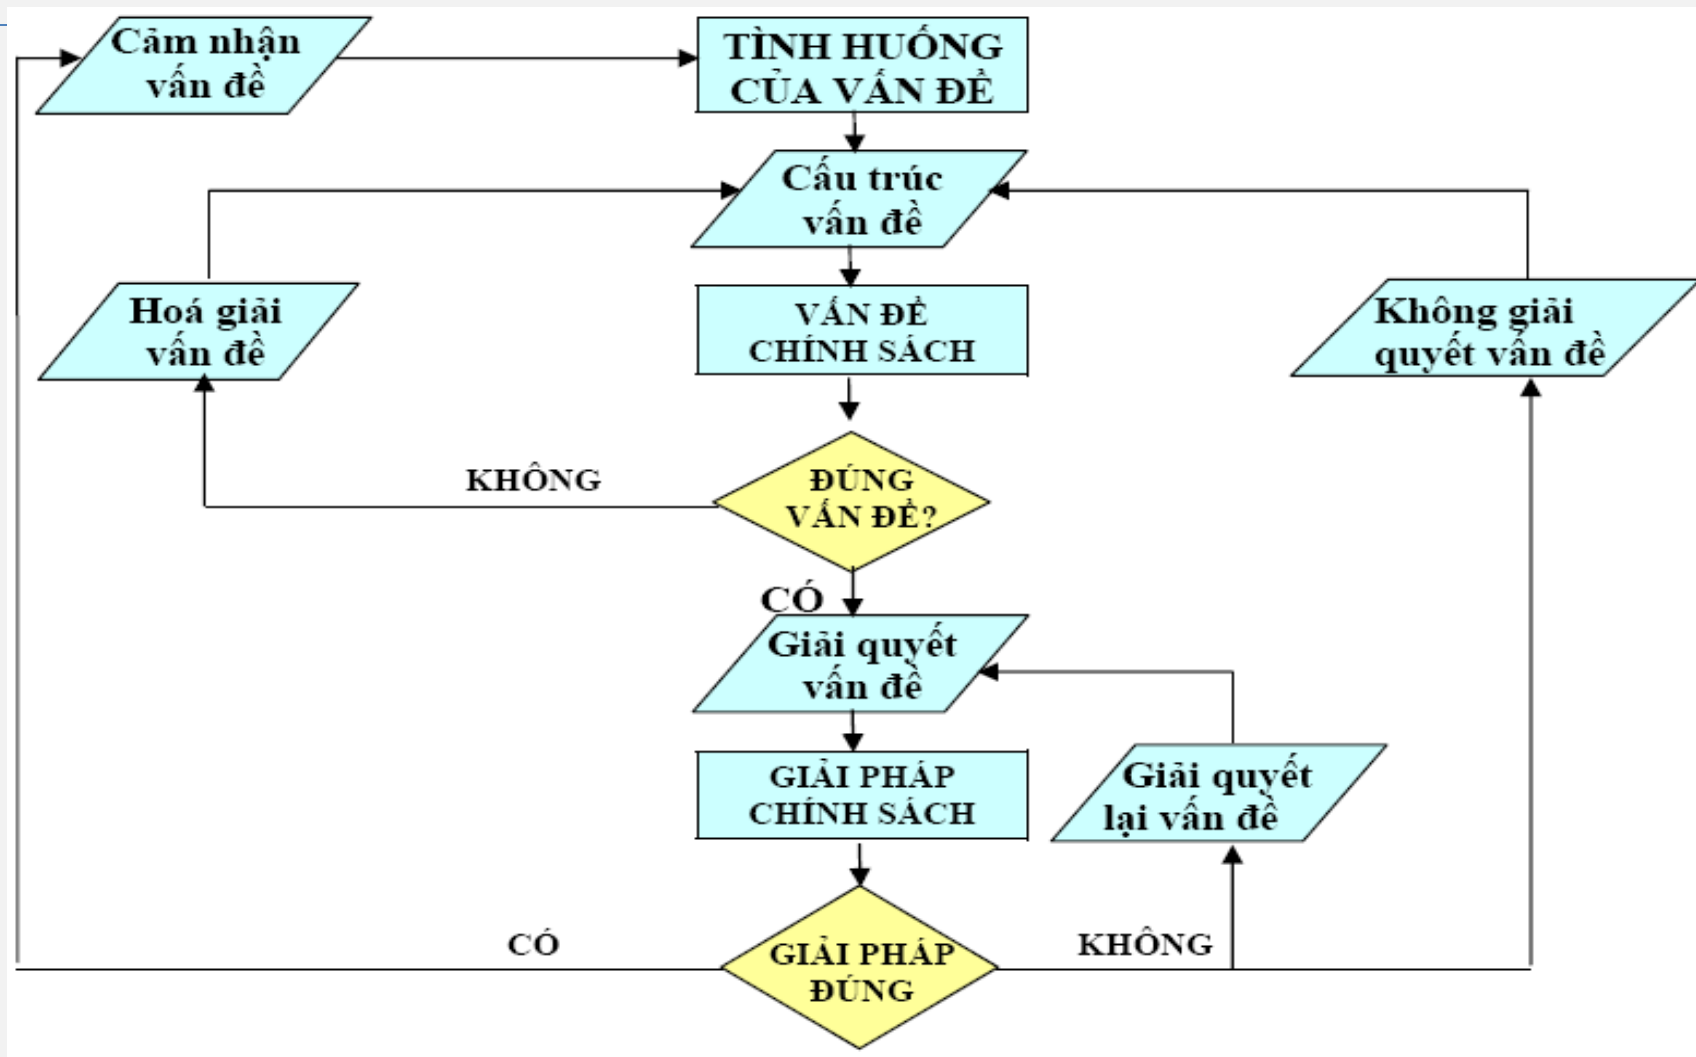 Cảm nhận
vấn đề
TÌNH HUỐNG
CỦA VẤN ĐỀ
Cấu trúc
vấn đề
Hoá giải
vấn đề
VẤN ĐỀ
CHÍNH SÁCH
Không giải
quyết vấn đề
KHÔNG
ĐÚNG
VẤN ĐỀ?
CÓ
Giải quyết
vấn đề
GIẢI PHÁP
CHÍNH SÁCH
Giải quyết
lại vấn đề
CÓ
GIẢI PHÁP
ĐÚNG
KHÔNG